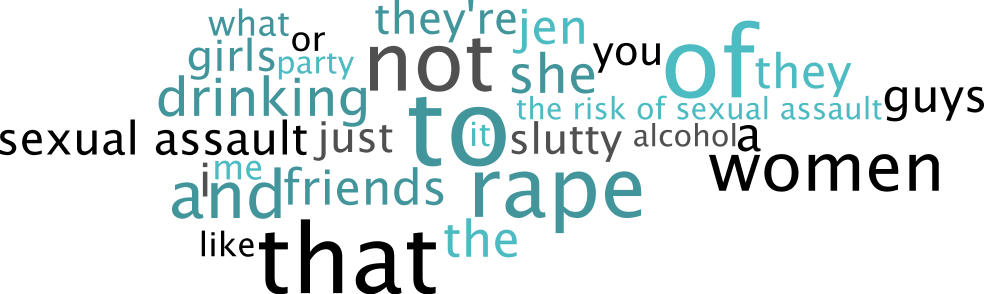 what or they're jen
girls party not she you of they
drinking to the risk of sexual assault guys
sexual assault just it slutty alcohol a
i me and friends rape women
like that the